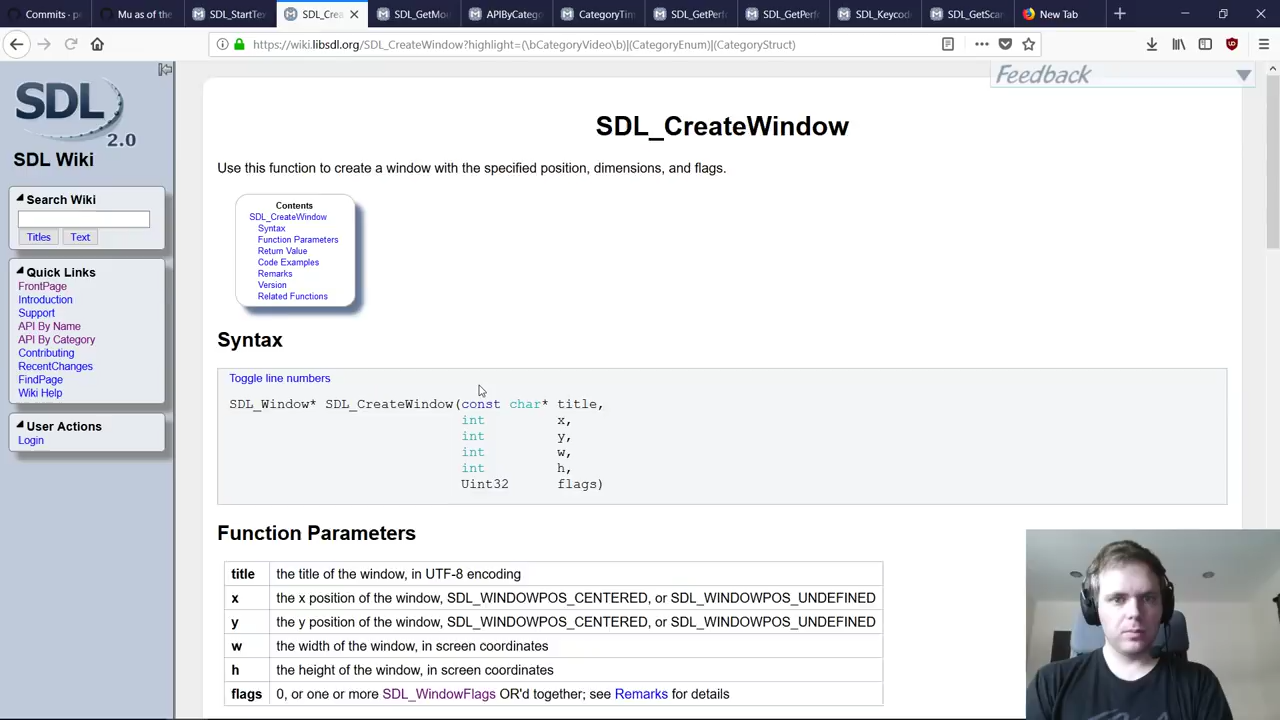 Commits - p
Mu as of the
SDL_StartTex
SDL_Crea
SDL_GetMou
APIByCatego
CategoryTim
SDL_GetPerf
SDL_GetPerf
SDL_Keycode
SDL_GetScan
New Tab
https://wiki.libsdl.org/SDL_CreateWindow?highlight=(\bCategoryVideo\b)|(CategoryEnum)|(CategoryStruct)
Feedback
SDL
2.0
SDL Wiki
Search Wiki
Titles
Text
Quick Links
FrontPage
Introduction
Support
API By Name
API By Category
Contributing
RecentChanges
FindPage
Wiki Help
User Actions
Login
SDL_CreateWindow
Use this function to create a window with the specified position, dimensions, and flags.
Contents
SDL_CreateWindow
Syntax
Function Parameters
Return Value
Code Examples
Remarks
Version
Related Functions
Syntax
Toggle line numbers
SDL_Window* SDL_CreateWindow(const char* title,
int x,
int y,
int w,
int h,
Uint32 flags)
Function Parameters
title the title of the window, in UTF-8 encoding
x the x position of the window, SDL_WINDOWPOS_CENTERED, or SDL_WINDOWPOS_UNDEFINED
y the y position of the window, SDL_WINDOWPOS_CENTERED, or SDL_WINDOWPOS_UNDEFINED
w the width of the window, in screen coordinates
h the height of the window, in screen coordinates
flags 0, or one or more SDL_WindowFlags OR'd together; see Remarks for details